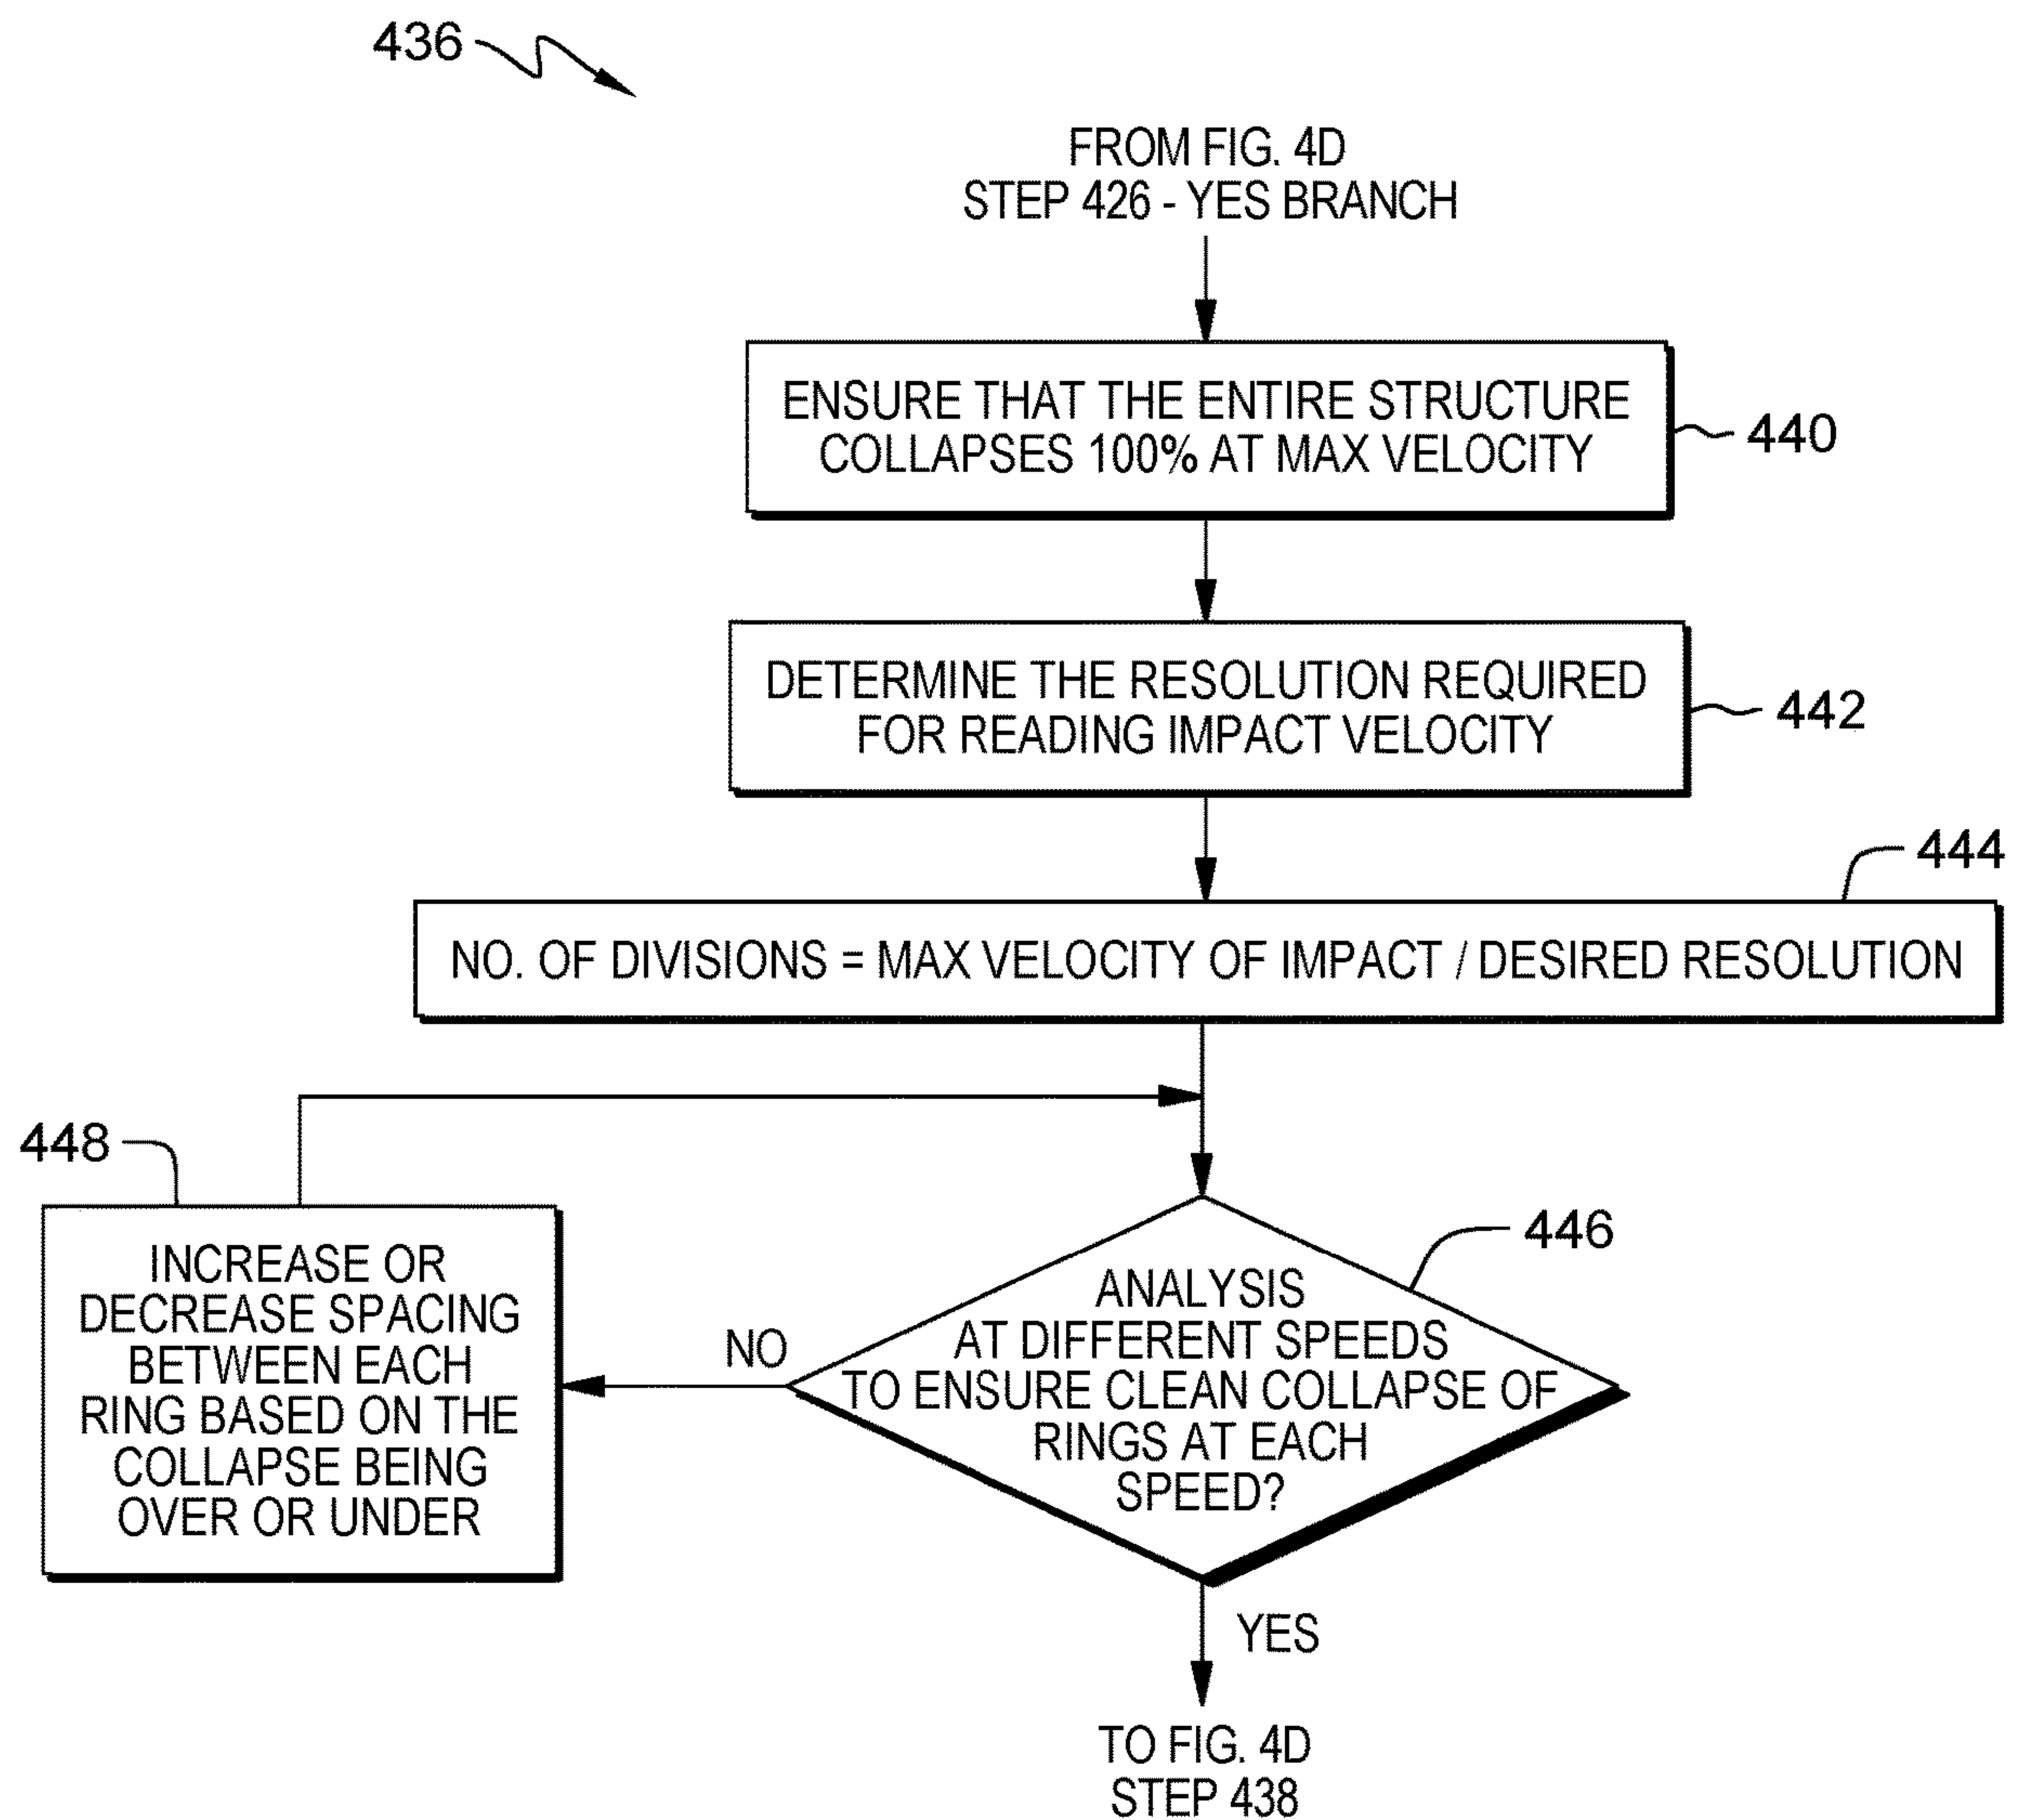 436
FROM FIG. 4D
STEP 426 - YES BRANCH
ENSURE THAT THE ENTIRE STRUCTURE
COLLAPSES 100% AT MAX VELOCITY
440
DETERMINE THE RESOLUTION REQUIRED
FOR READING IMPACT VELOCITY
442
444
NO. OF DIVISIONS = MAX VELOCITY OF IMPACT / DESIRED RESOLUTION
448
INCREASE OR
DECREASE SPACING
BETWEEN EACH
RING BASED ON THE
COLLAPSE BEING
OVER OR UNDER
NO
446
ANALYSIS
AT DIFFERENT SPEEDS
TO ENSURE CLEAN COLLAPSE OF
RINGS AT EACH
SPEED?
YES
TO FIG. 4D
STEP 438